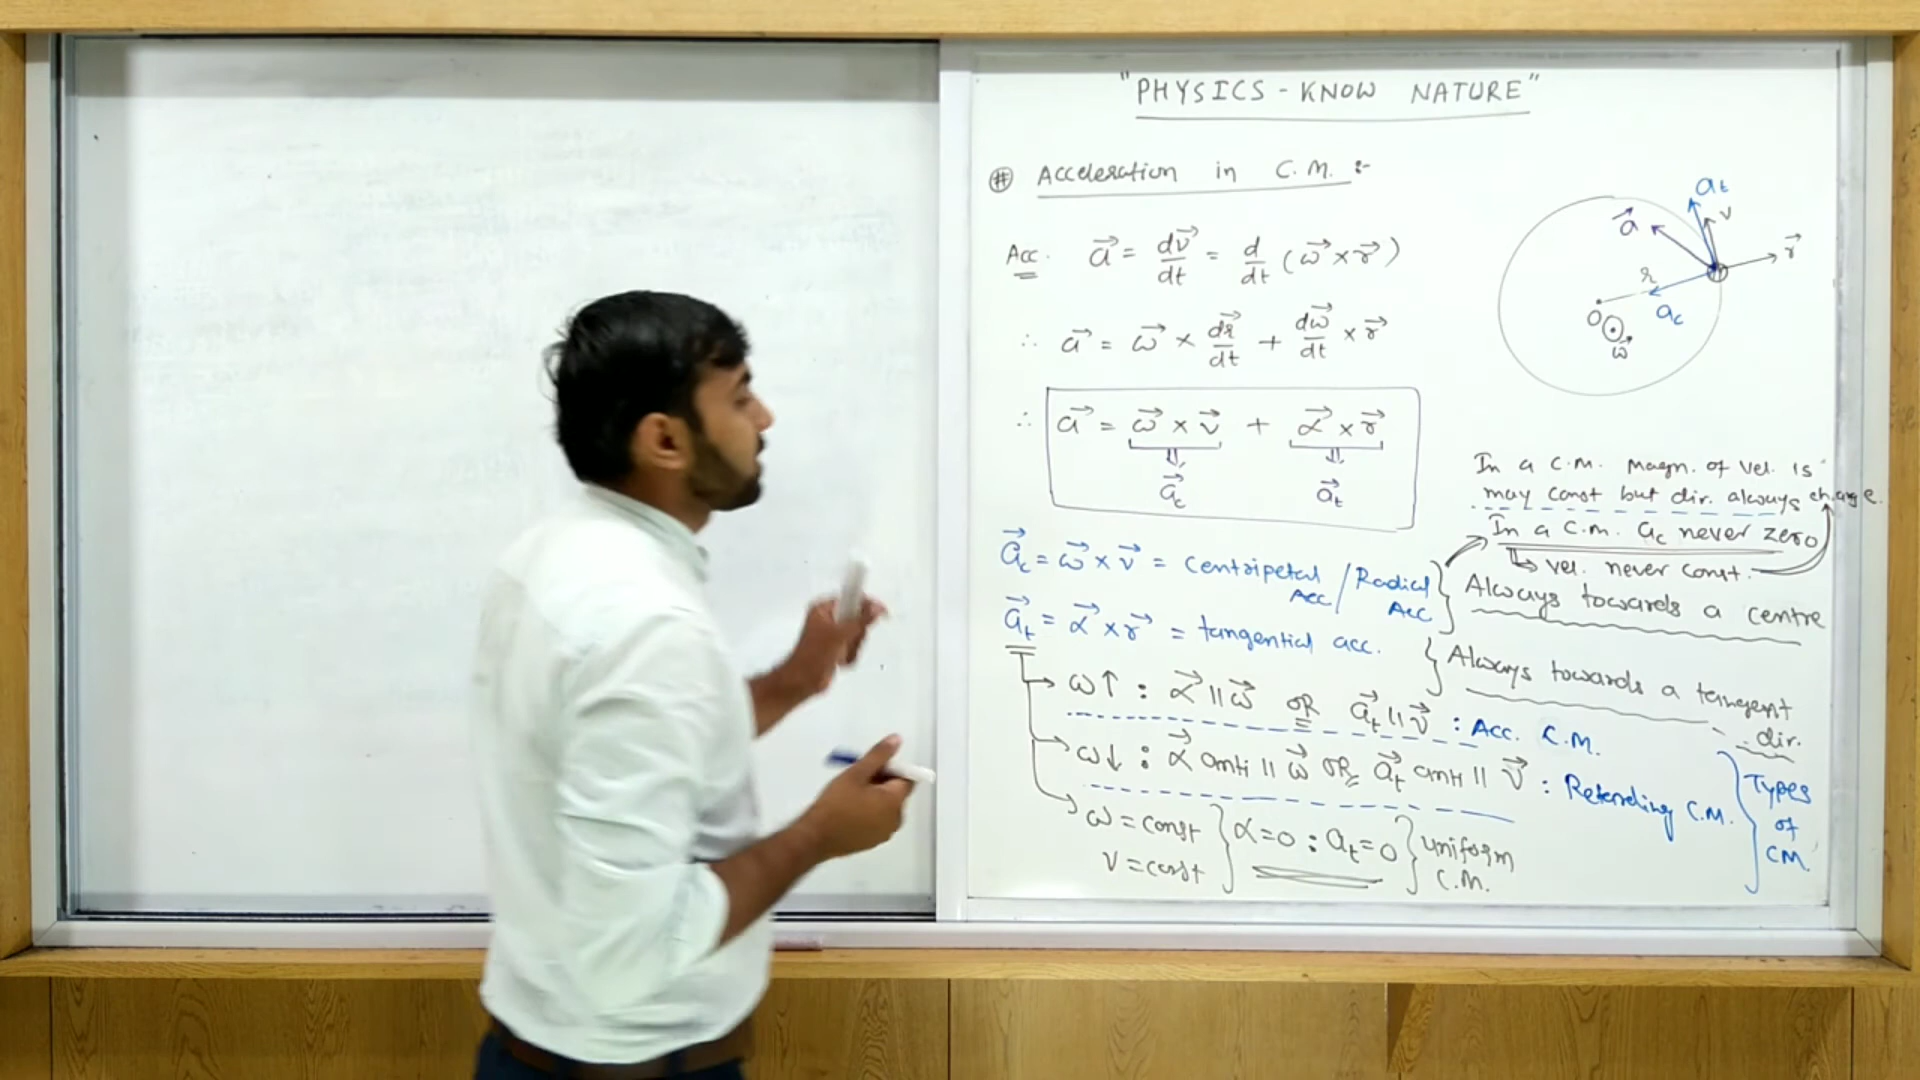 "PHYSICS - KNOW NATURE"
# Acceleration in C.M. :-
Acc. a⃗ = dv⃗/dt = d/dt (ω⃗ × r⃗)
∴ a⃗ = ω⃗ × dr⃗/dt + dω⃗/dt × r⃗
∴ a⃗ = ω⃗ × v⃗ + α⃗ × r⃗
⇓ ⇓
a⃗c a⃗t
at
v
a⃗
r⃗
r
ac
O
ω⃗
In a C.M. Magn. of vel. is
may const but dir. always change.
In a C.M. ac never zero
↳ vel. never const.
a⃗c = ω⃗ × v⃗ = Centripetal Acc / Radial Acc } Always towards a centre
a⃗t = α⃗ × r⃗ = tangential acc. } Always towards a tangent dir.
→ ω↑ : α⃗ || ω⃗ OR a⃗t || v⃗ : Acc. C.M.
→ ω↓ : α⃗ anti || ω⃗ OR a⃗t anti || v⃗ : Retarding C.M.
→ ω = const
v = const
} α=0 : at=0 } uniform C.M.
} Types
of
CM